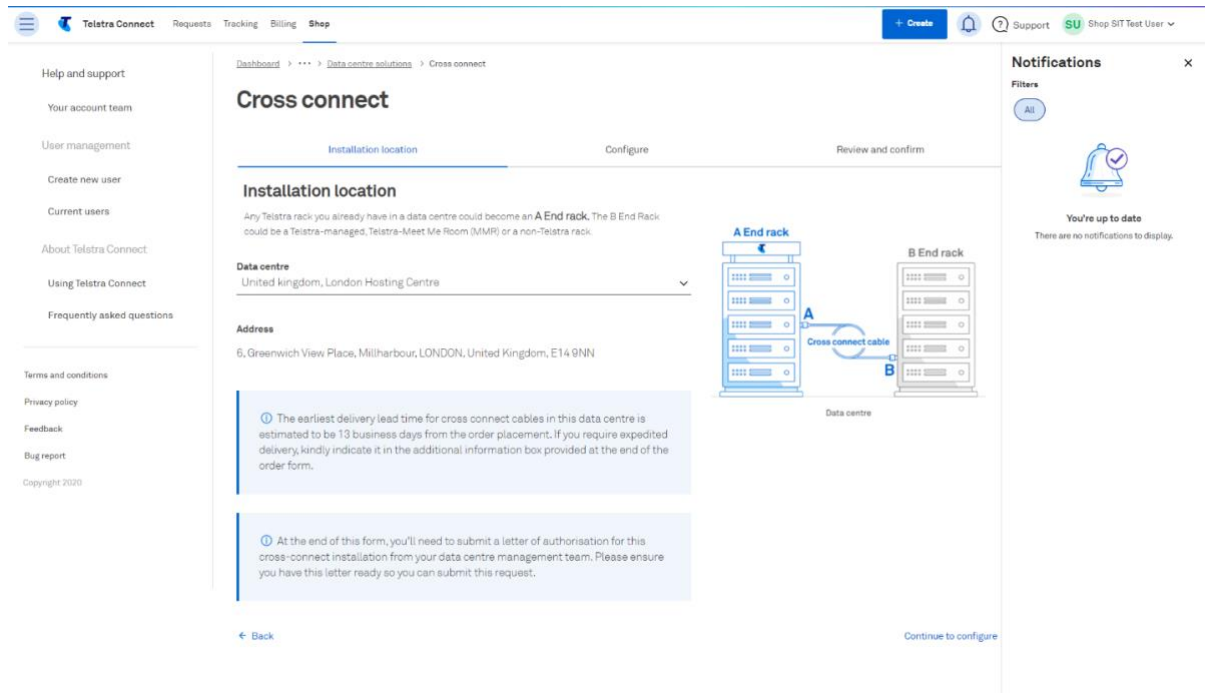 Telstra Connect Requests Tracking Billing Shop
+ Create
Support SU Shop SIT Test User
Help and support
Your account team
User management
Create new user
Current users
About Telstra Connect
Using Telstra Connect
Frequently asked questions
Terms and conditions
Privacy policy
Feedback
Bug report
Copyright 2020
Dashboard > ••• > Data centre solutions > Cross connect
Cross connect
Installation location Configure Review and confirm
Installation location
Any Telstra rack you already have in a data centre could become an A End rack. The B End Rack
could be a Telstra-managed, Telstra-Meet Me Room (MMR) or a non-Telstra rack.
Data centre
United kingdom, London Hosting Centre
Address
6, Greenwich View Place, Millharbour, LONDON, United Kingdom, E14 9NN
The earliest delivery lead time for cross connect cables in this data centre is
estimated to be 13 business days from the order placement. If you require expedited
delivery, kindly indicate it in the additional information box provided at the end of the
order form.
At the end of this form, you'll need to submit a letter of authorisation for this
cross-connect installation from your data centre management team. Please ensure
you have this letter ready so you can submit this request.
A End rack
B End rack
A
Cross connect cable
B
Data centre
← Back
Continue to configure
Notifications ×
Filters
All
You're up to date
There are no notifications to display.